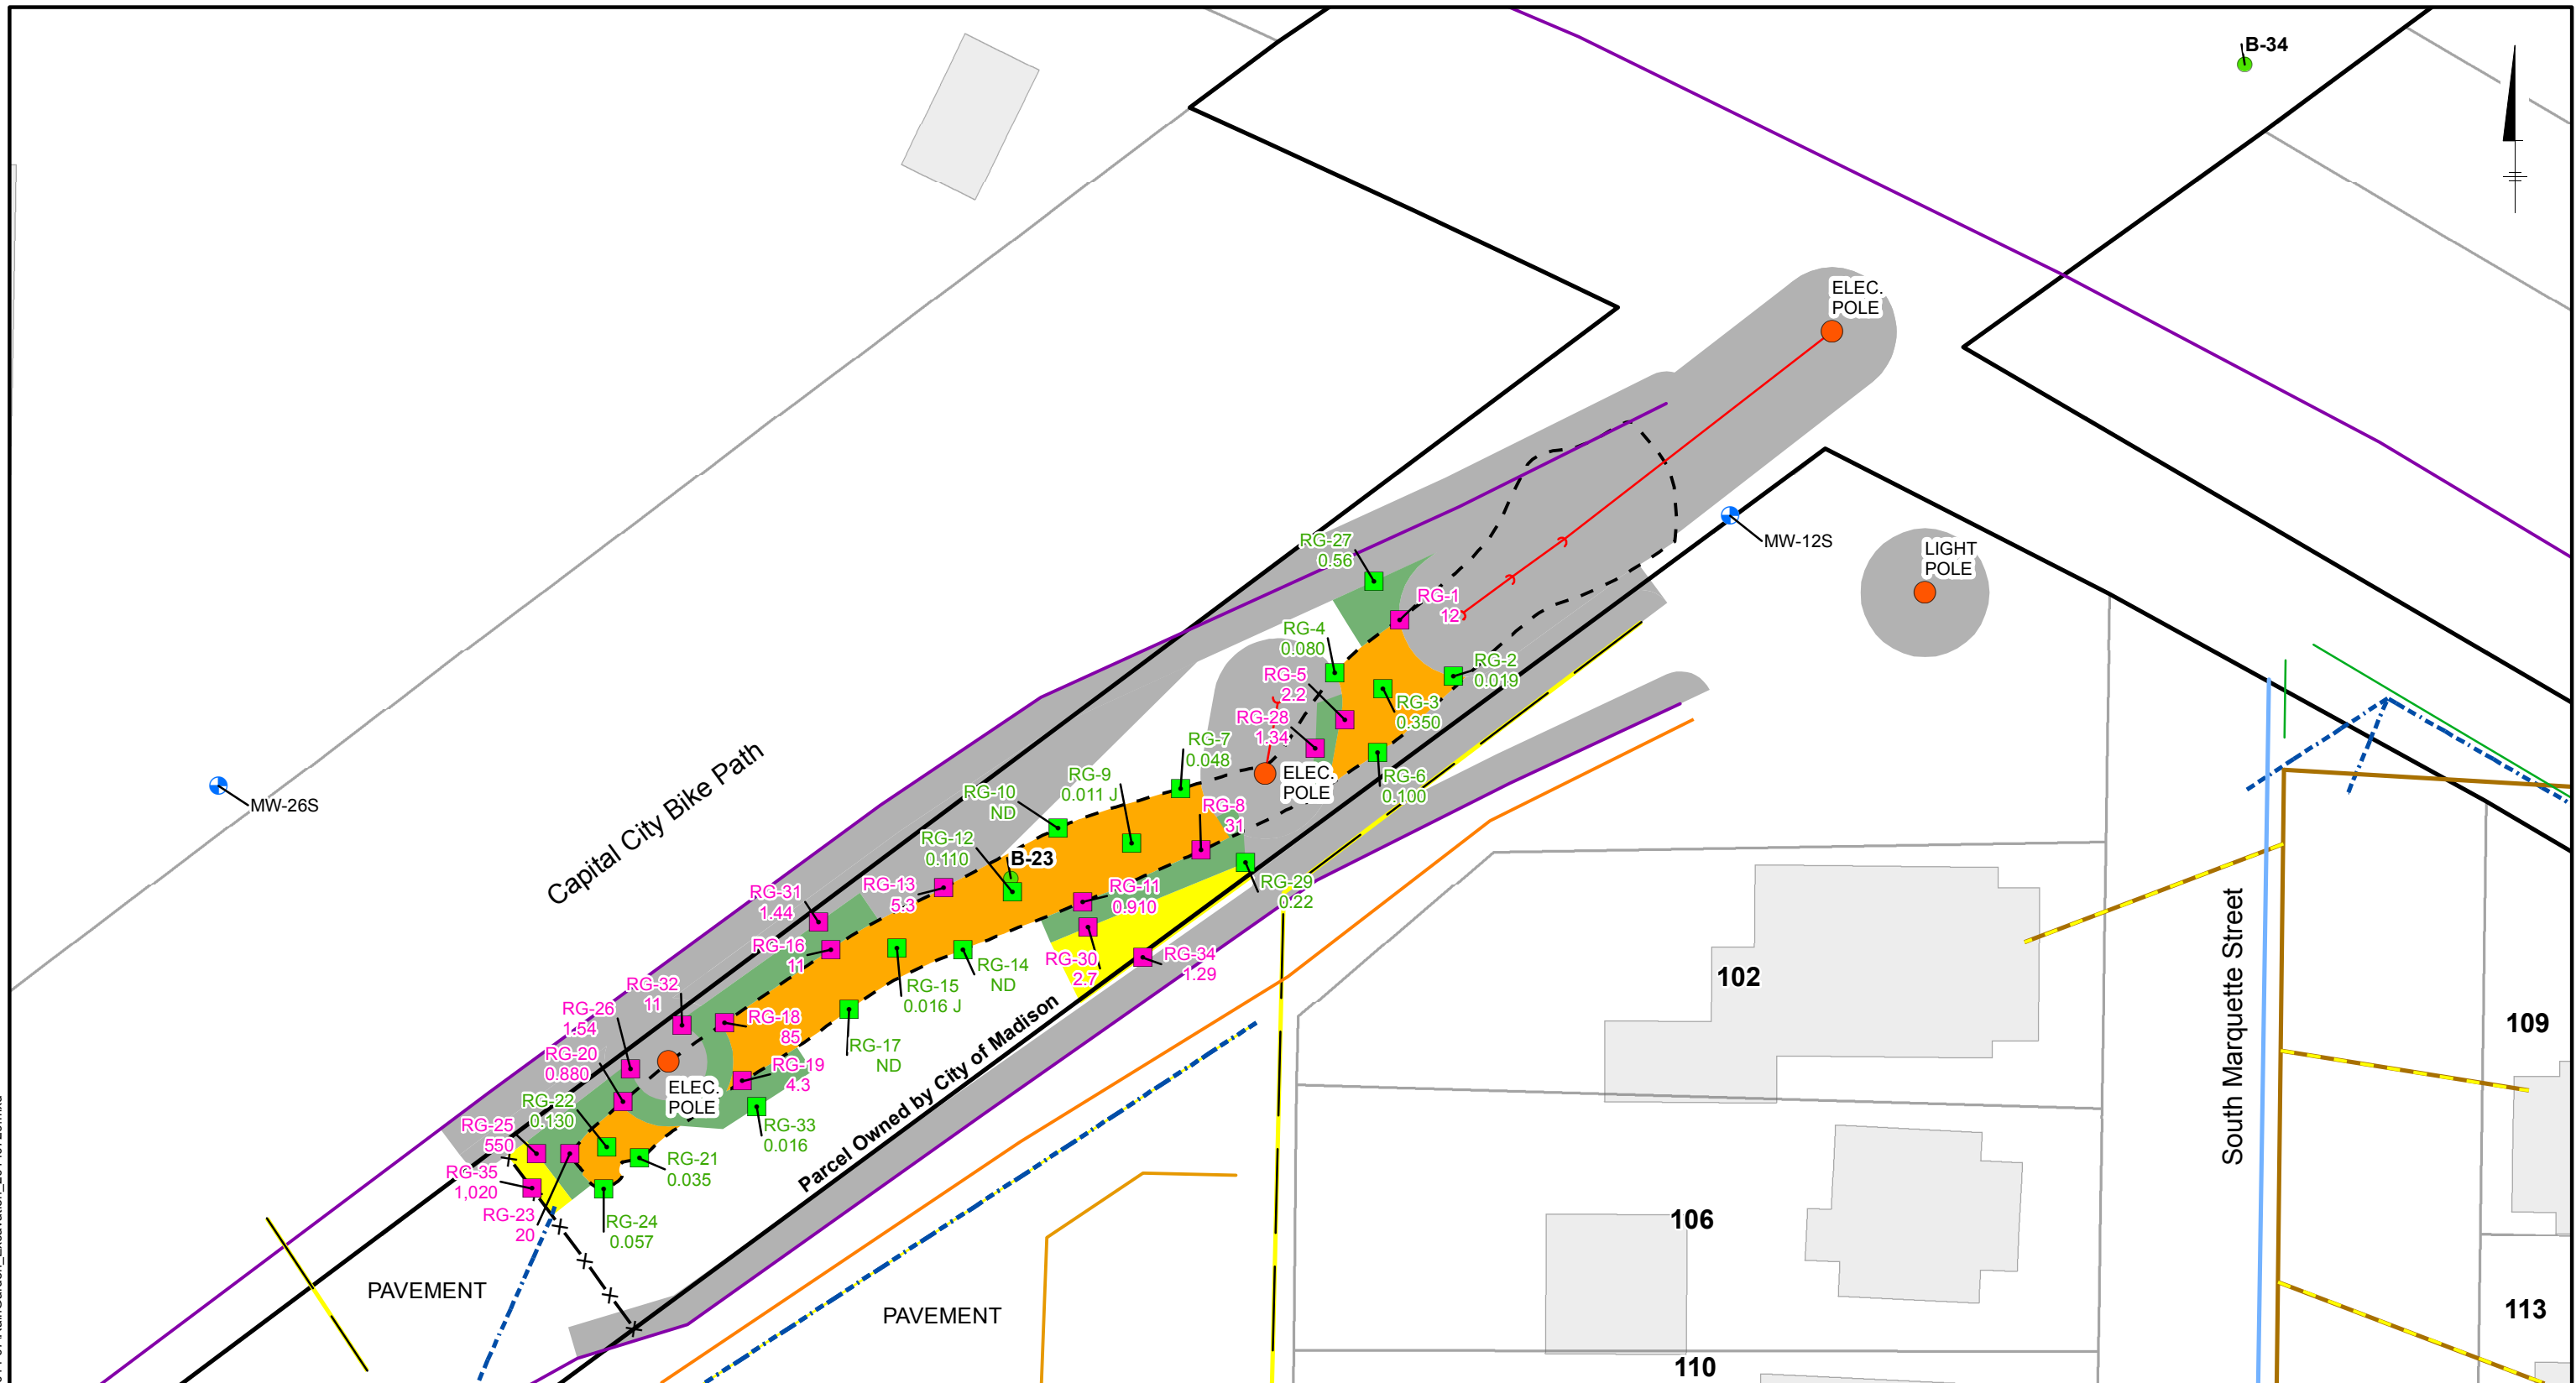 B-34
ELEC.
POLE
MW-12S
LIGHT
POLE
RG-27
0.56
RG-1
12
RG-4
0.080
RG-2
0.019
RG-5
2.2
RG-3
0.350
RG-28
1.34
RG-7
0.048
ELEC.
POLE
RG-6
0.100
RG-9
0.011 J
RG-10
ND
RG-8
31
MW-26S
Capital City Bike Path
RG-12
0.110
B-23
RG-29
0.22
RG-13
5.3
RG-11
0.910
RG-31
1.44
RG-16
11
RG-30
2.7
RG-34
1.29
RG-14
ND
RG-15
0.016 J
RG-32
11
RG-26
1.54
RG-18
85
RG-17
ND
RG-20
0.880
RG-19
4.3
ELEC.
POLE
RG-22
0.130
RG-33
0.016
RG-25
550
RG-21
0.035
RG-35
1,020
RG-23
20
RG-24
0.057
Parcel Owned by City of Madison
PAVEMENT
PAVEMENT
102
106
110
South Marquette Street
109
113